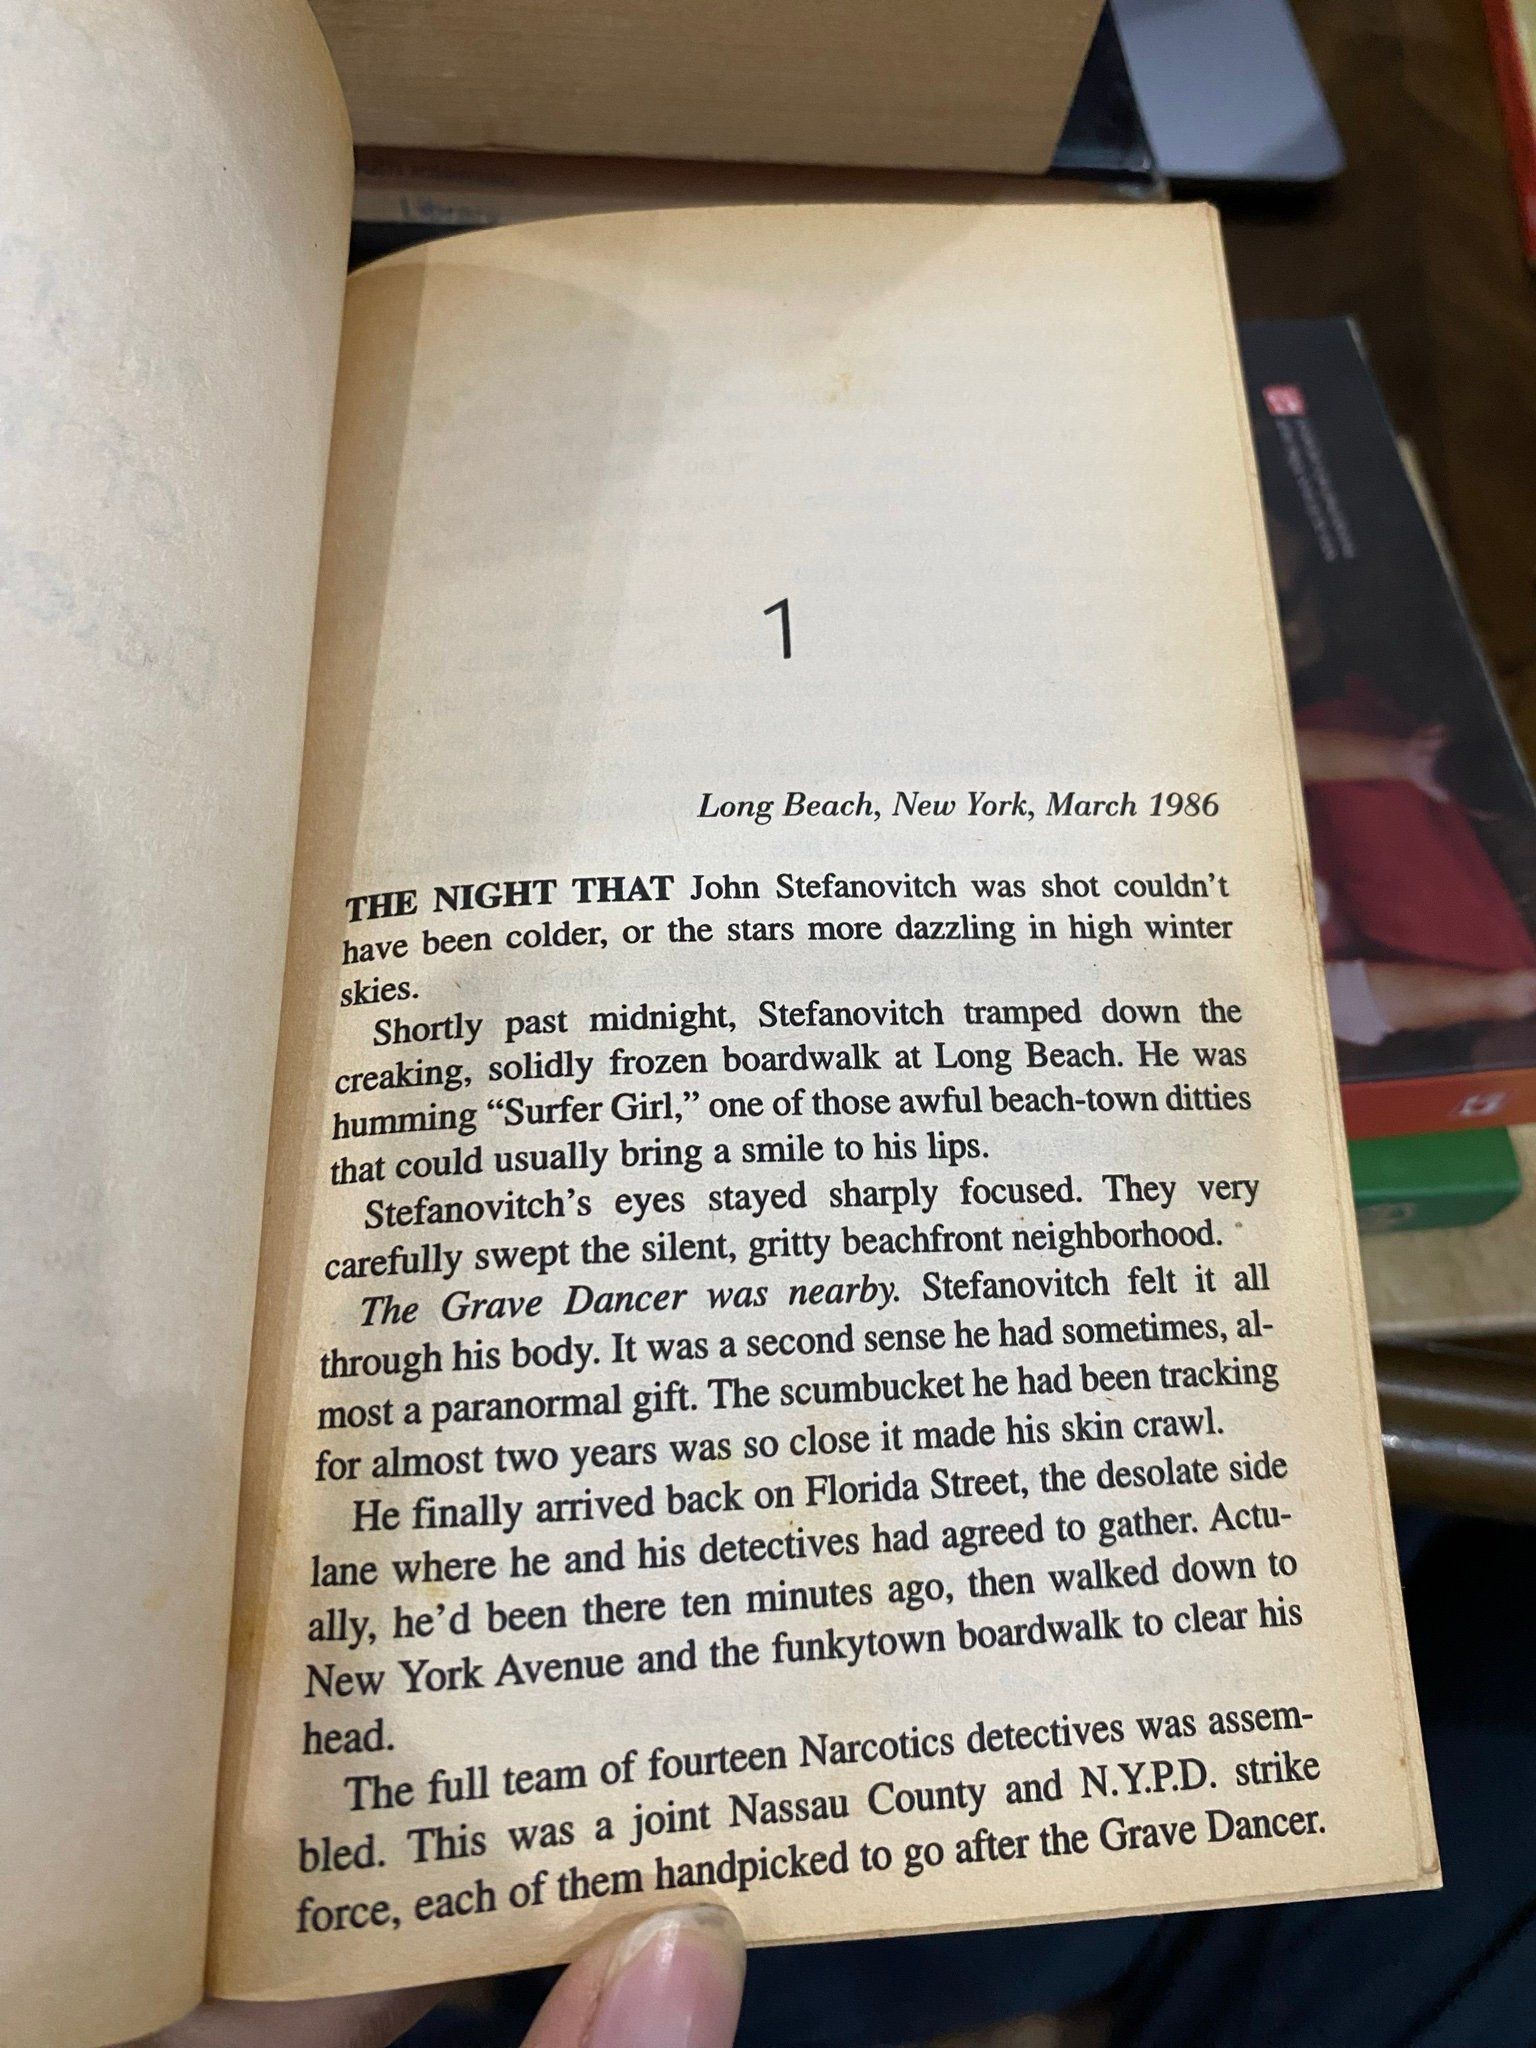 1
Long Beach, New York, March 1986
THE NIGHT THAT John Stefanovitch was shot couldn't
have been colder, or the stars more dazzling in high winter
skies.
Shortly past midnight, Stefanovitch tramped down the
creaking, solidly frozen boardwalk at Long Beach. He was
humming “Surfer Girl,” one of those awful beach-town ditties
that could usually bring a smile to his lips.
Stefanovitch's eyes stayed sharply focused. They very
carefully swept the silent, gritty beachfront neighborhood.
The Grave Dancer was nearby. Stefanovitch felt it all
through his body. It was a second sense he had sometimes, al-
most a paranormal gift. The scumbucket he had been tracking
for almost two years was so close it made his skin crawl.
He finally arrived back on Florida Street, the desolate side
lane where he and his detectives had agreed to gather. Actu-
ally, he'd been there ten minutes ago, then walked down to
New York Avenue and the funkytown boardwalk to clear his
head.
The full team of fourteen Narcotics detectives was assem-
bled. This was a joint Nassau County and N.Y.P.D. strike
force, each of them handpicked to go after the Grave Dancer.